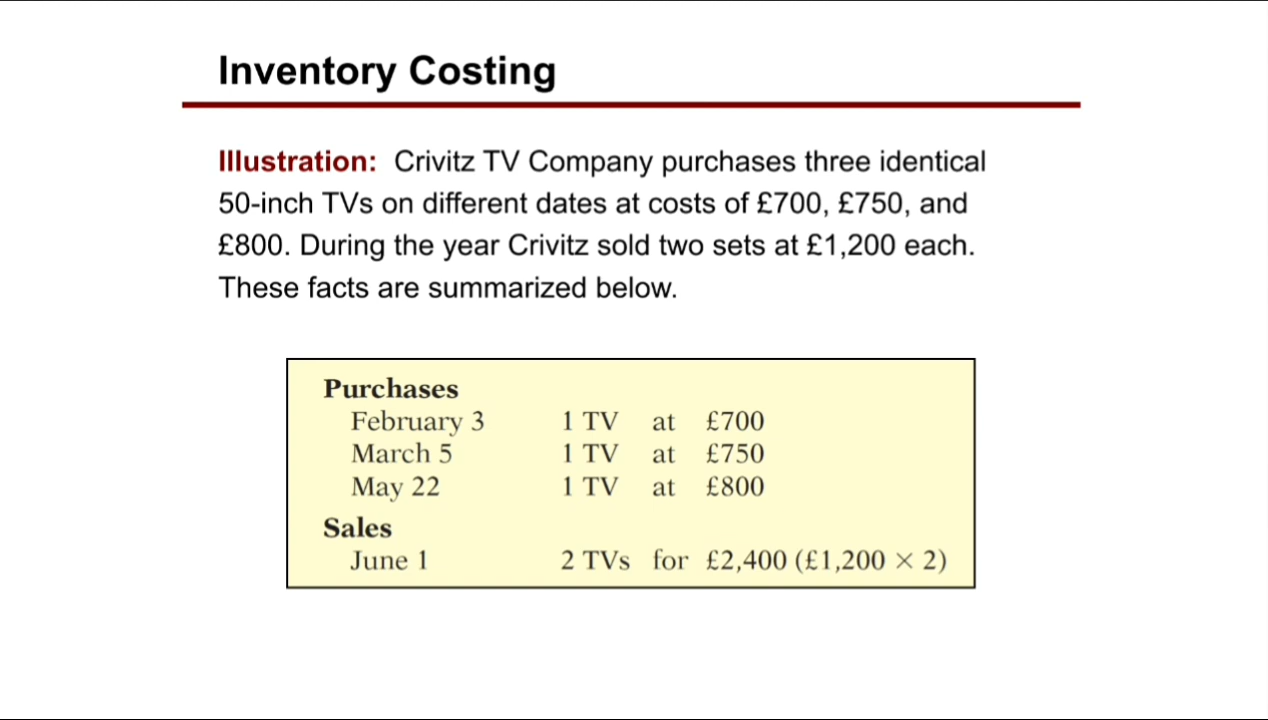 Inventory Costing
Illustration: Crivitz TV Company purchases three identical
50-inch TVs on different dates at costs of £700, £750, and
£800. During the year Crivitz sold two sets at £1,200 each.
These facts are summarized below.
Purchases
February 3 1 TV at £700
March 5 1 TV at £750
May 22 1 TV at £800
Sales
June 1 2 TVs for £2,400 (£1,200 × 2)